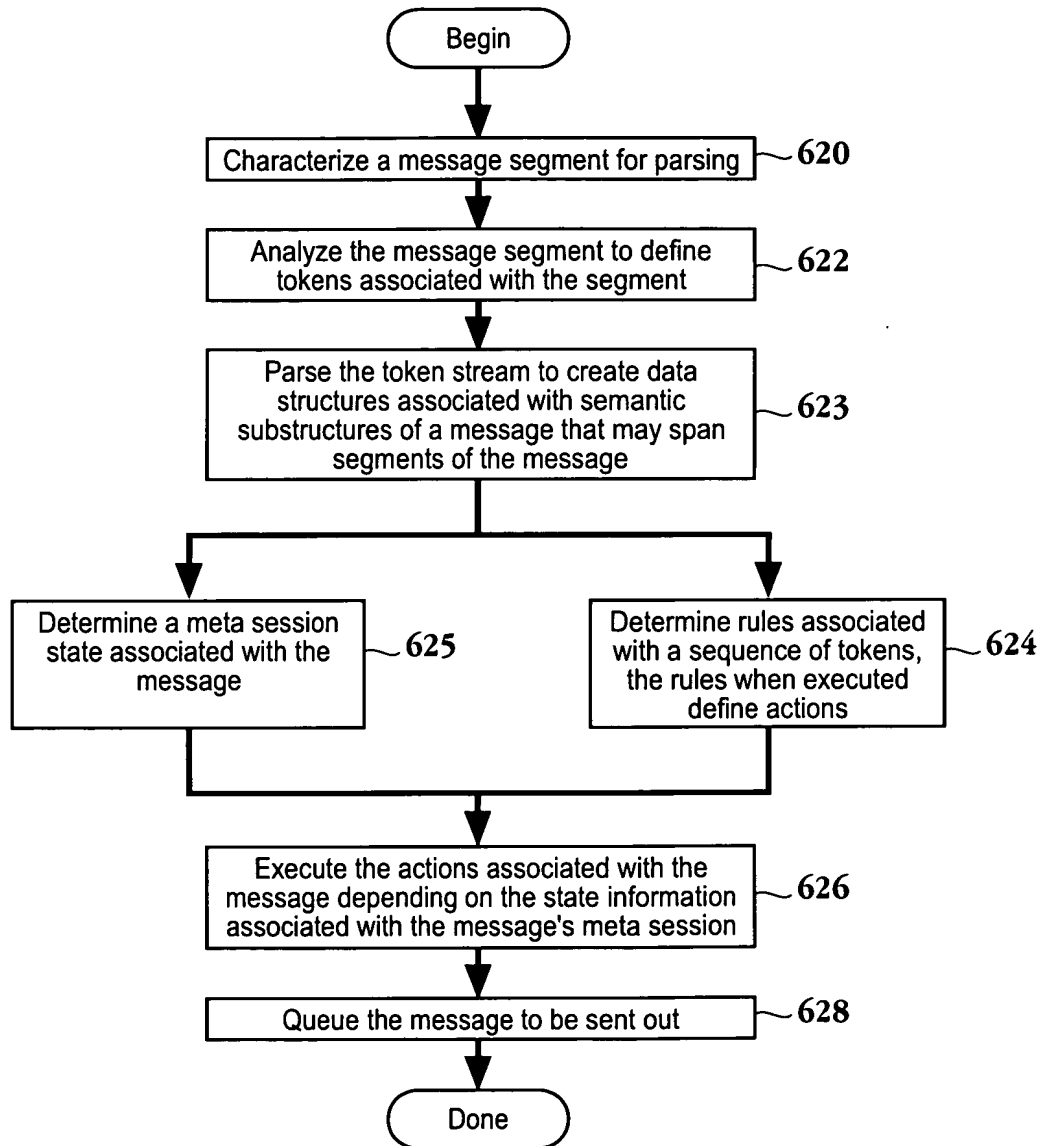 Begin
Characterize a message segment for parsing
620
Analyze the message segment to define
tokens associated with the segment
622
Parse the token stream to create data
structures associated with semantic
substructures of a message that may span
segments of the message
623
Determine a meta session
state associated with the
message
625
Determine rules associated
with a sequence of tokens,
the rules when executed
define actions
624
Execute the actions associated with the
message depending on the state information
associated with the message's meta session
626
Queue the message to be sent out
628
Done